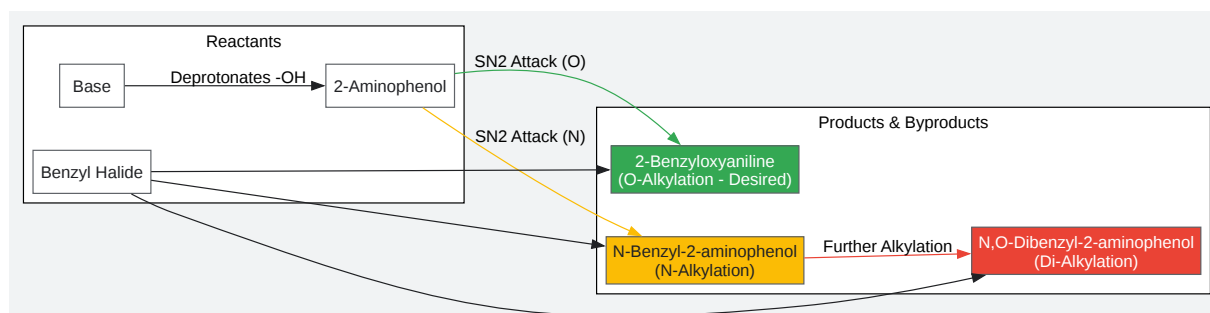 Reactants
Base
Deprotonates -OH
2-Aminophenol
Benzyl Halide
SN2 Attack (O)
SN2 Attack (N)
Products & Byproducts
2-Benzyloxyaniline
(O-Alkylation - Desired)
N-Benzyl-2-aminophenol
(N-Alkylation)
Further Alkylation
N,O-Dibenzyl-2-aminophenol
(Di-Alkylation)